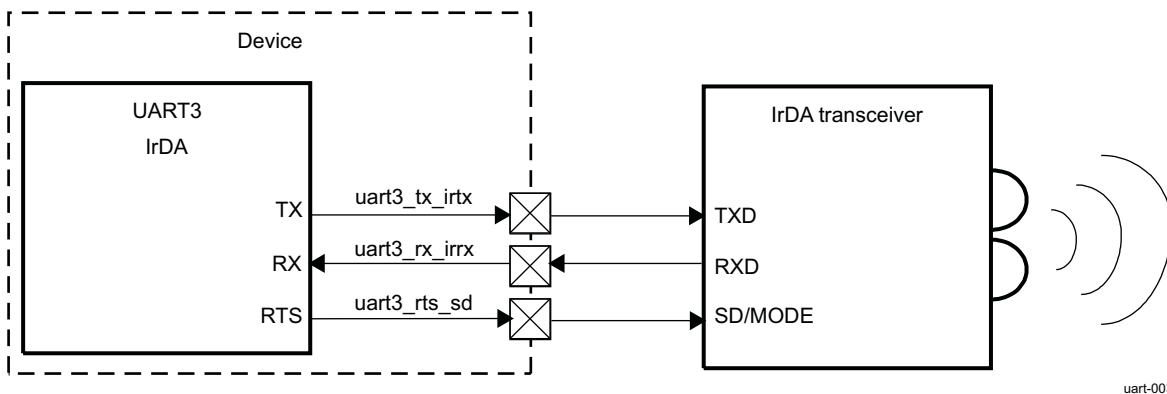 Device
UART3
IrDA
IrDA transceiver
TX
uart3_tx_irtx
TXD
RX
uart3_rx_irrx
RXD
RTS
uart3_rts_sd
SD/MODE